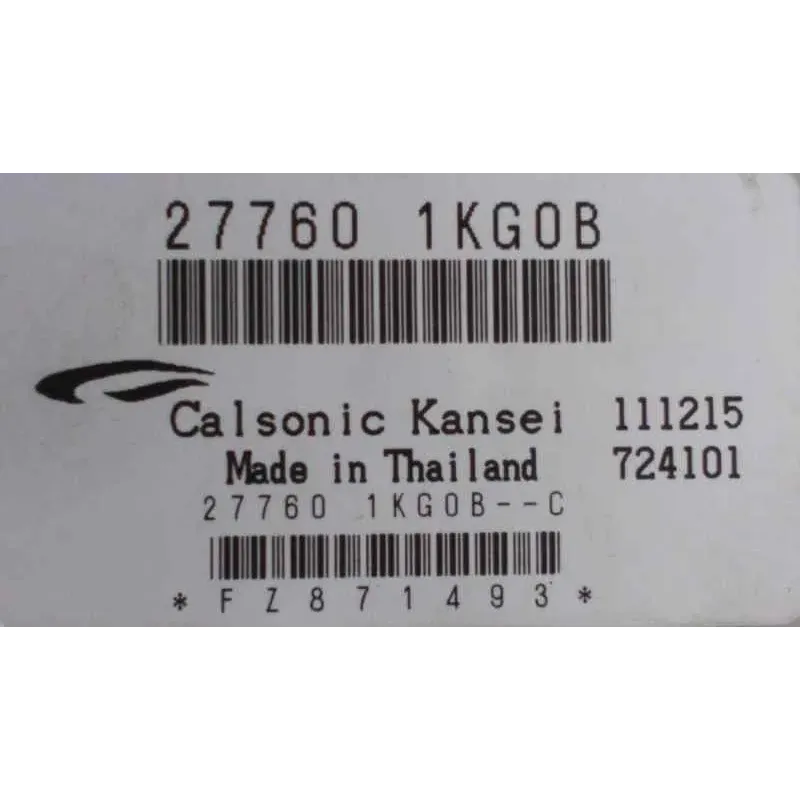 27760 1KG0B
Calsonic Kansei 111215
Made in Thailand 724101
27760 1KG0B--C
*FZ871493*